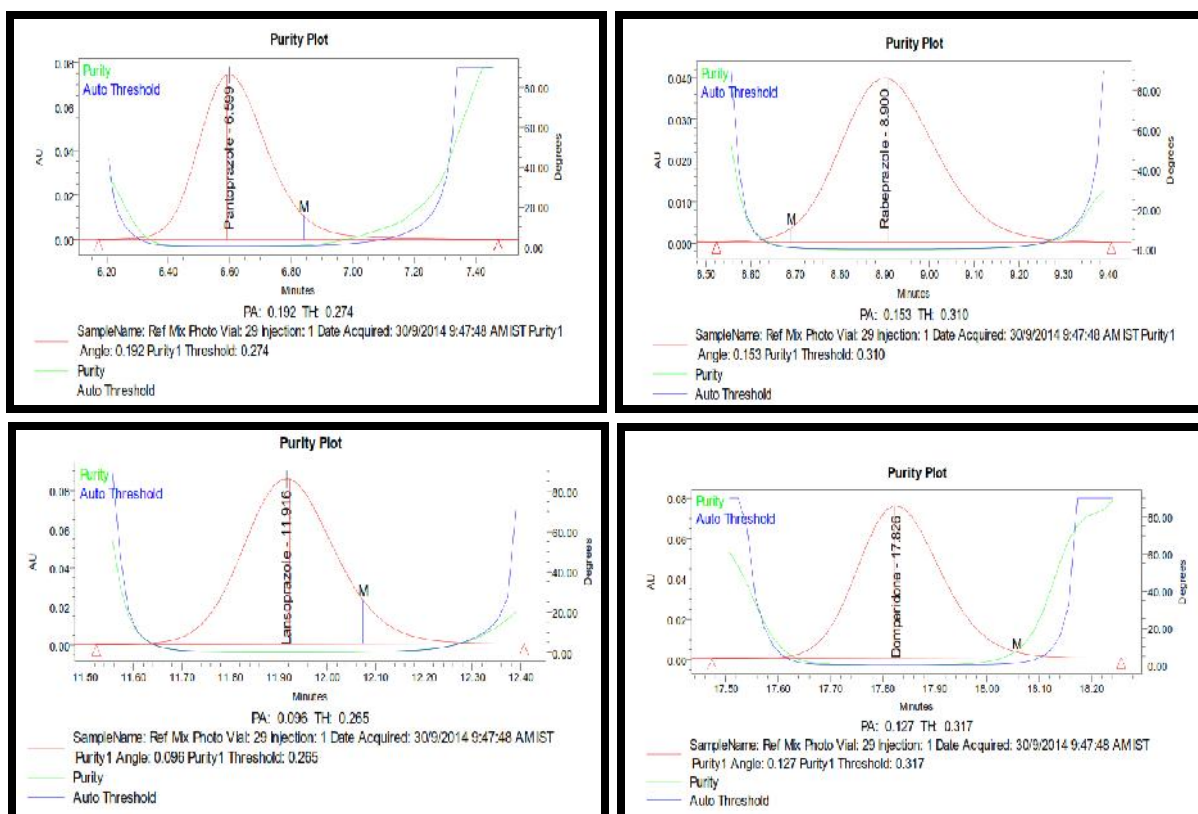 Purity Plot
Purity
Auto Threshold
0.08
0.06
0.04
0.02
0.00
AU
Pantoprazole - 6.599
M
80.00
60.00
40.00
20.00
0.00
Degrees
6.20 6.40 6.60 6.80 7.00 7.20 7.40
Minutes
PA: 0.192 TH: 0.274
SampleName: Ref Mix Photo Vial: 29 Injection: 1 Date Acquired: 30/9/2014 9:47:48 AM IST Purity1
Angle: 0.192 Purity1 Threshold: 0.274
Purity
Auto Threshold
Purity Plot
Purity
Auto Threshold
0.040
0.030
0.020
0.010
0.000
AU
Rabeprazole - 8.900
M
80.00
60.00
40.00
20.00
0.00
Degrees
8.50 8.60 8.70 8.80 8.90 9.00 9.10 9.20 9.30 9.40
Minutes
PA: 0.153 TH: 0.310
SampleName: Ref Mix Photo Vial: 29 Injection: 1 Date Acquired: 30/9/2014 9:47:48 AM IST Purity1
Angle: 0.153 Purity1 Threshold: 0.310
Purity
Auto Threshold
Purity Plot
Purity
Auto Threshold
0.08
0.06
0.04
0.02
0.00
AU
Lansoprazole - 11.916
M
80.00
60.00
40.00
20.00
0.00
Degrees
11.50 11.60 11.70 11.80 11.90 12.00 12.10 12.20 12.30 12.40
Minutes
PA: 0.096 TH: 0.265
SampleName: Ref Mix Photo Vial: 29 Injection: 1 Date Acquired: 30/9/2014 9:47:48 AM IST
Purity1 Angle: 0.096 Purity1 Threshold: 0.265
Purity
Auto Threshold
Purity Plot
Purity
Auto Threshold
0.08
0.06
0.04
0.02
0.00
AU
Domperidone - 17.826
M
80.00
60.00
40.00
20.00
0.00
Degrees
17.50 17.60 17.70 17.80 17.90 18.00 18.10 18.20
Minutes
PA: 0.127 TH: 0.317
SampleName: Ref Mix Photo Vial: 29 Injection: 1 Date Acquired: 30/9/2014 9:47:48 AM IST
Purity1 Angle: 0.127 Purity1 Threshold: 0.317
Purity
Auto Threshold